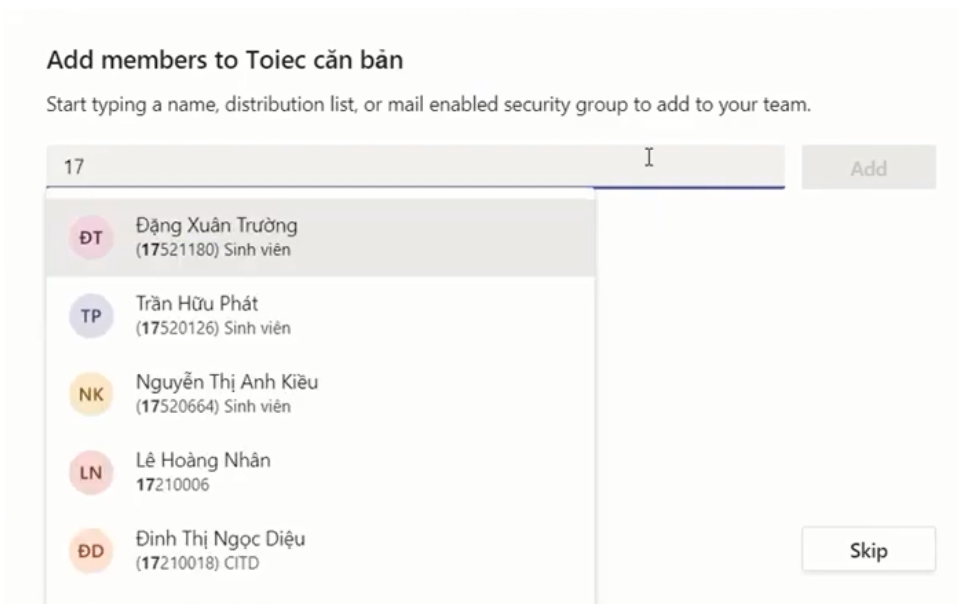 Add members to Toiec căn bản
Start typing a name, distribution list, or mail enabled security group to add to your team.
17
Add
ĐT
Đặng Xuân Trường
(17521180) Sinh viên
TP
Trần Hữu Phát
(17520126) Sinh viên
NK
Nguyễn Thị Anh Kiều
(17520664) Sinh viên
LN
Lê Hoàng Nhân
17210006
ĐD
Đinh Thị Ngọc Diệu
(17210018) CITD
Skip